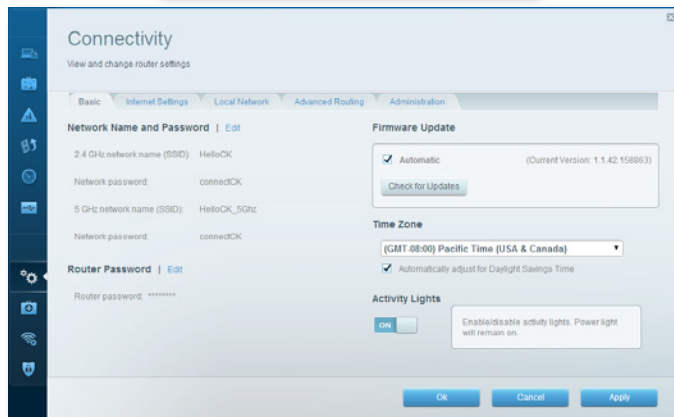 Connectivity
View and change router settings
Basic
Internet Settings
Local Network
Advanced Routing
Administration
Network Name and Password | Edit
2.4 GHz network name (SSID): HelloCK
Network password: connectCK
5 GHz network name (SSID): HelloCK_5Ghz
Network password: connectCK
Router Password | Edit
Router password: ********
Firmware Update
Automatic
(Current Version: 1.1.42.158863)
Check for Updates
Time Zone
(GMT-08:00) Pacific Time (USA & Canada)
Automatically adjust for Daylight Savings Time
Activity Lights
ON
Enable/disable activity lights. Power light
will remain on.
Ok
Cancel
Apply